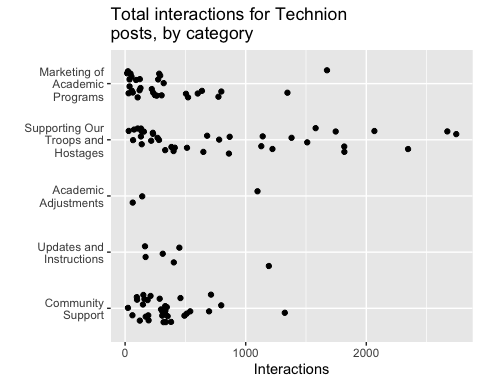 Total interactions for Technion
posts, by category
Marketing of
Academic
Programs
Supporting Our
Troops and
Hostages
Academic
Adjustments
Updates and
Instructions
Community
Support
0
1000
2000
Interactions